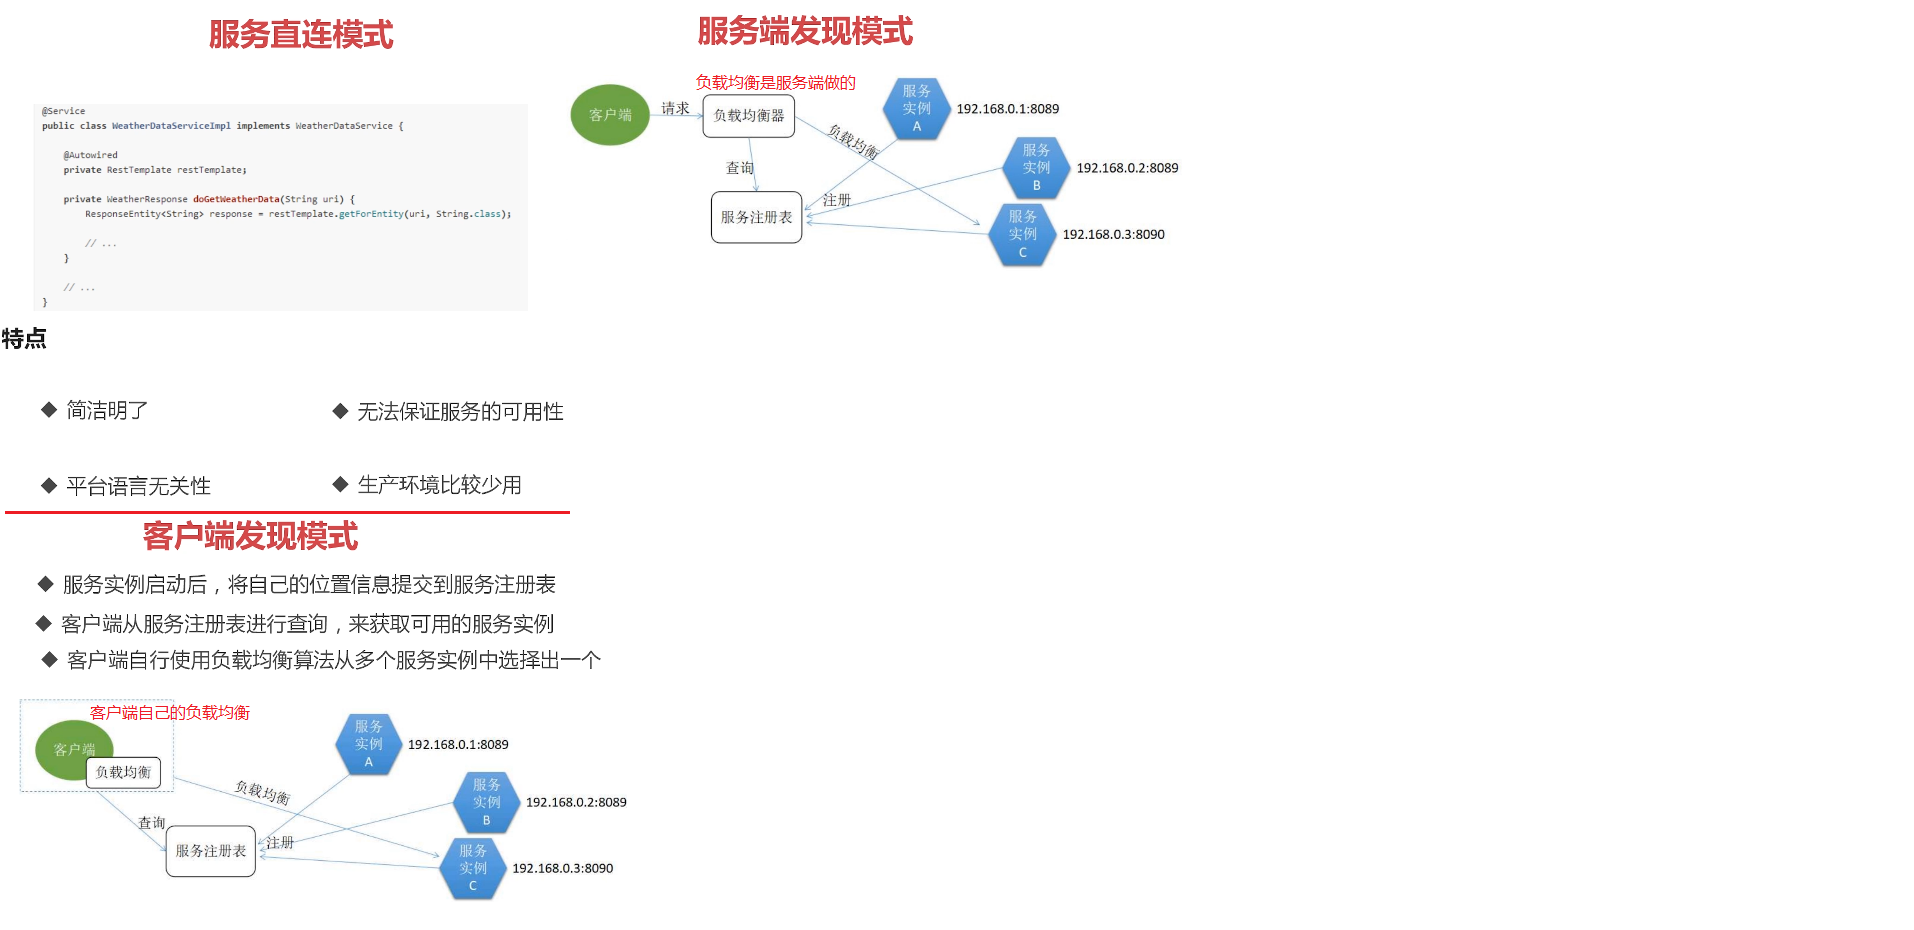 服务直连模式
@Service
public class WeatherDataServiceImpl implements WeatherDataService {
@Autowired
private RestTemplate restTemplate;
private WeatherResponse doGetWeatherData(String uri) {
ResponseEntity<String> response = restTemplate.getForEntity(uri, String.class);
// ...
}
// ...
}
特点
简洁明了
无法保证服务的可用性
平台语言无关性
生产环境比较少用
服务端发现模式
负载均衡是服务端做的
客户端
请求
负载均衡器
负载均衡
查询
服务注册表
注册
服务
实例
A
192.168.0.1:8089
服务
实例
B
192.168.0.2:8089
服务
实例
C
192.168.0.3:8090
客户端发现模式
服务实例启动后，将自己的位置信息提交到服务注册表
客户端从服务注册表进行查询，来获取可用的服务实例
客户端自行使用负载均衡算法从多个服务实例中选择出一个
客户端自己的负载均衡
客户端
负载均衡
负载均衡
查询
服务注册表
注册
服务
实例
A
192.168.0.1:8089
服务
实例
B
192.168.0.2:8089
服务
实例
C
192.168.0.3:8090